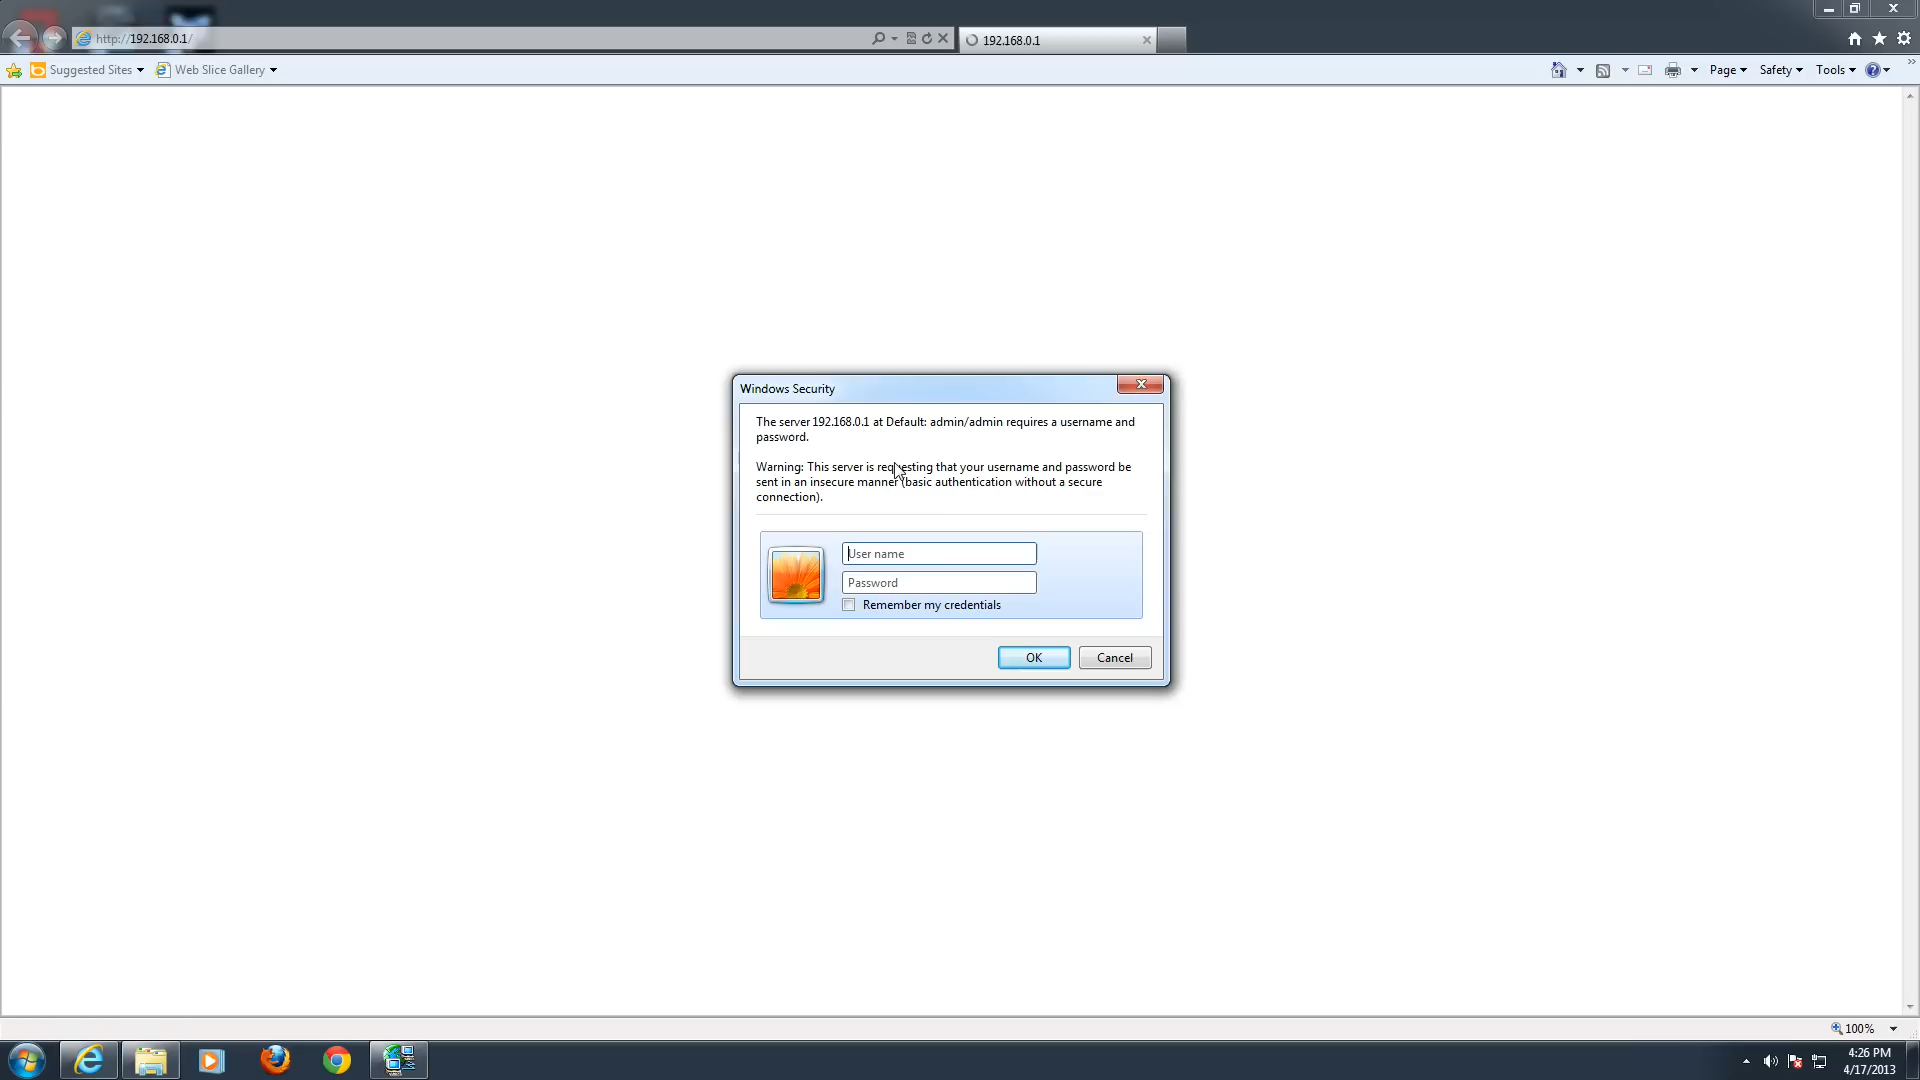 http://192.168.0.1/
192.168.0.1
Suggested Sites
Web Slice Gallery
Page
Safety
Tools
Windows Security
The server 192.168.0.1 at Default: admin/admin requires a username and
password.
Warning: This server is requesting that your username and password be
sent in an insecure manner (basic authentication without a secure
connection).
User name
Password
Remember my credentials
OK
Cancel
100%
4:26 PM
4/17/2013